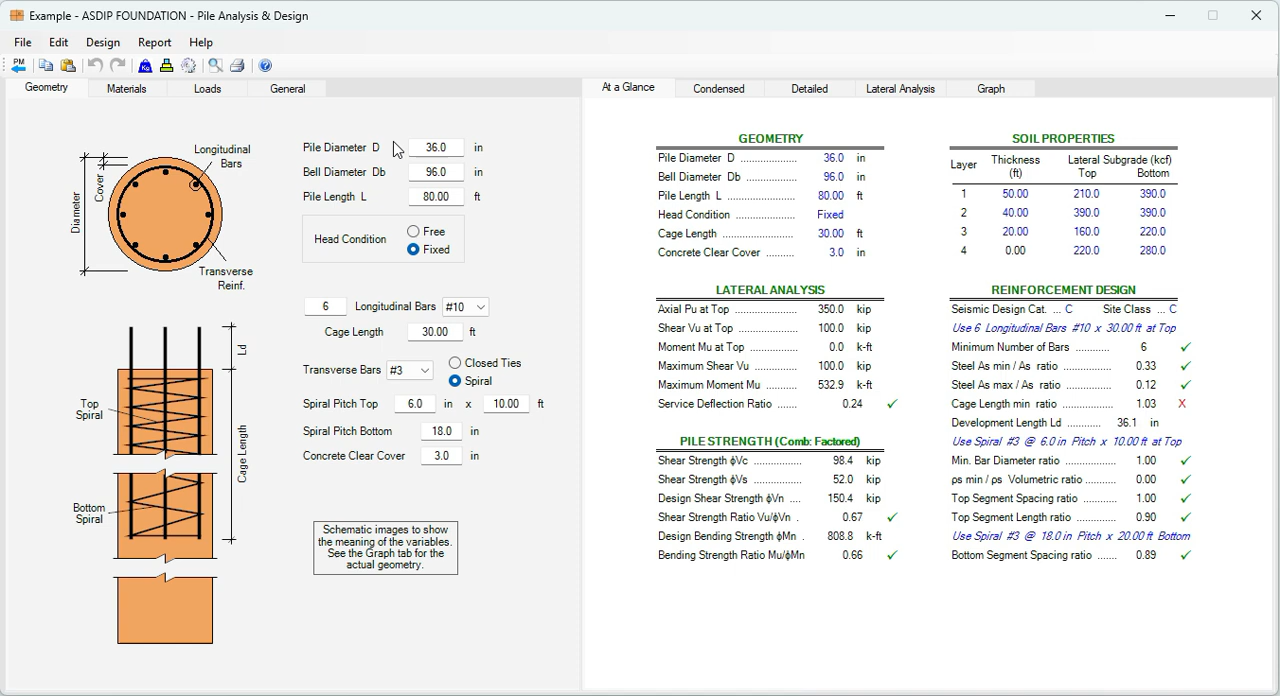 Example - ASDIP FOUNDATION - Pile Analysis & Design
File Edit Design Report Help
PM Kg
Geometry Materials Loads General
At a Glance Condensed Detailed Lateral Analysis Graph
Longitudinal
Bars
Cover
Diameter
Transverse
Reinf.
Ld
Top
Spiral
Cage Length
Bottom
Spiral
Pile Diameter D 36.0 in
Bell Diameter Db 96.0 in
Pile Length L 80.00 ft
Head Condition
Free
Fixed
6 Longitudinal Bars #10
Cage Length 30.00 ft
Transverse Bars #3
Closed Ties
Spiral
Spiral Pitch Top 6.0 in x 10.00 ft
Spiral Pitch Bottom 18.0 in
Concrete Clear Cover 3.0 in
Schematic images to show
the meaning of the variables.
See the Graph tab for the
actual geometry.
GEOMETRY
Pile Diameter D .................. 36.0 in
Bell Diameter Db ................ 96.0 in
Pile Length L ...................... 80.00 ft
Head Condition .................. Fixed
Cage Length ....................... 30.00 ft
Concrete Clear Cover ......... 3.0 in
LATERAL ANALYSIS
Axial Pu at Top ................... 350.0 kip
Shear Vu at Top .................. 100.0 kip
Moment Mu at Top .............. 0.0 k-ft
Maximum Shear Vu ............. 100.0 kip
Maximum Moment Mu ......... 532.9 k-ft
Service Deflection Ratio ...... 0.24 ✓
PILE STRENGTH (Comb: Factored)
Shear Strength ϕVc ................ 98.4 kip
Shear Strength ϕVs ................ 52.0 kip
Design Shear Strength ϕVn .... 150.4 kip
Shear Strength Ratio Vu/ϕVn . 0.67 ✓
Design Bending Strength ϕMn . 808.8 k-ft
Bending Strength Ratio Mu/ϕMn 0.66 ✓
SOIL PROPERTIES
Layer Thickness (ft) Lateral Subgrade (kcf) Top Bottom
1 50.00 210.0 390.0
2 40.00 390.0 390.0
3 20.00 160.0 220.0
4 0.00 220.0 280.0
REINFORCEMENT DESIGN
Seismic Design Cat. ... C Site Class ... C
Use 6 Longitudinal Bars #10 x 30.00 ft at Top
Minimum Number of Bars ........... 6 ✓
Steel As min / As ratio ................ 0.33 ✓
Steel As max / As ratio ............... 0.12 ✓
Cage Length min ratio ................. 1.03 X
Development Length Ld ....... 36.1 in
Use Spiral #3 @ 6.0 in Pitch x 10.00 ft at Top
Min. Bar Diameter ratio ............... 1.00 ✓
ρs min / ρs Volumetric ratio ........... 0.00 ✓
Top Segment Spacing ratio .......... 1.00 ✓
Top Segment Length ratio ............ 0.90 ✓
Use Spiral #3 @ 18.0 in Pitch x 20.00 ft Bottom
Bottom Segment Spacing ratio ...... 0.89 ✓